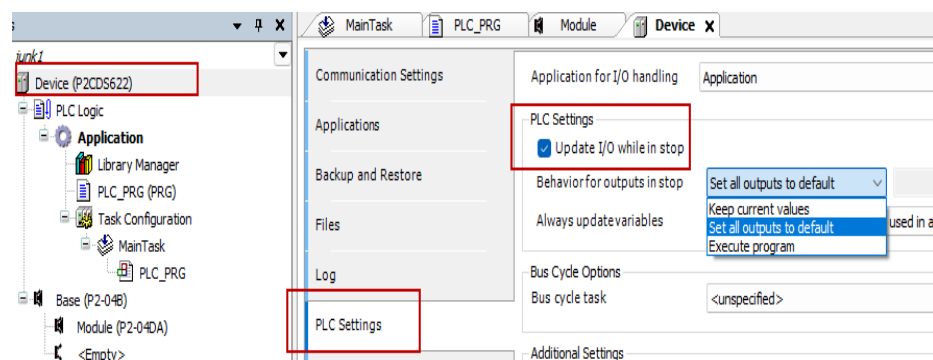 MainTask
PLC_PRG
Module
Device
junk1
Device (P2CDS622)
PLC Logic
Application
Library Manager
PLC_PRG (PRG)
Task Configuration
MainTask
PLC_PRG
Base (P2-04B)
Module (P2-04DA)
<Empty>
Communication Settings
Applications
Backup and Restore
Files
Log
PLC Settings
Application for I/O handling
Application
PLC Settings
Update I/O while in stop
Behavior for outputs in stop
Set all outputs to default
Keep current values
Set all outputs to default
Execute program
Always update variables
used in a
Bus Cycle Options
Bus cycle task
<unspecified>
Additional Settings